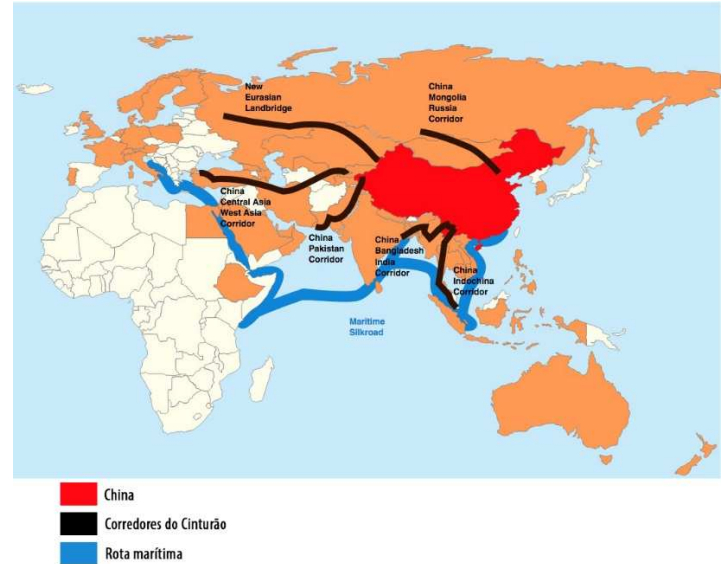 New
Eurasian
Landbridge
China
Mongolia
Russia
Corridor
China
Central Asia
West Asia
Corridor
China
Pakistan
Corridor
China
Bangladesh
India
Corridor
China
Indochina
Corridor
Maritime
Silkroad
China
Corredores do Cinturão
Rota marítima